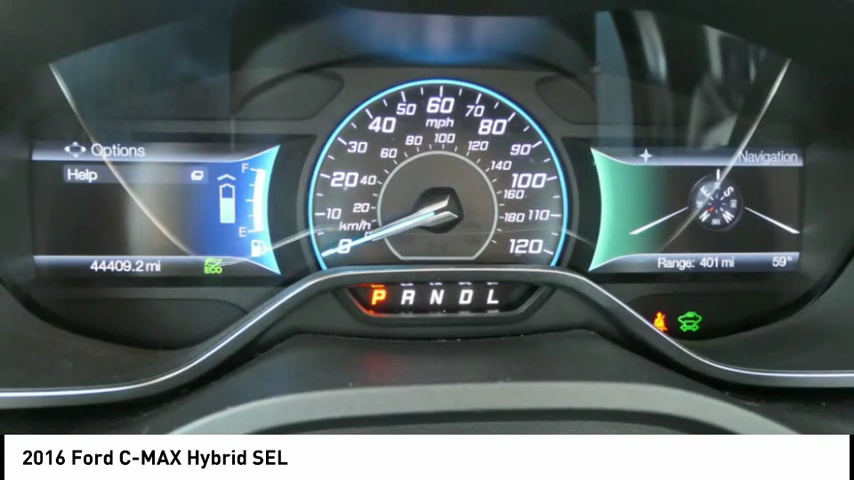 Options
Help
F
E
44409.2 mi
ECO
0 10 20 30 40 50 60 70 80 90 100 110 120
mph
km/h
20 40 60 80 100 120 140 160 180
P R N D L
Navigation
Range: 401 mi
59°
2016 Ford C-MAX Hybrid SEL